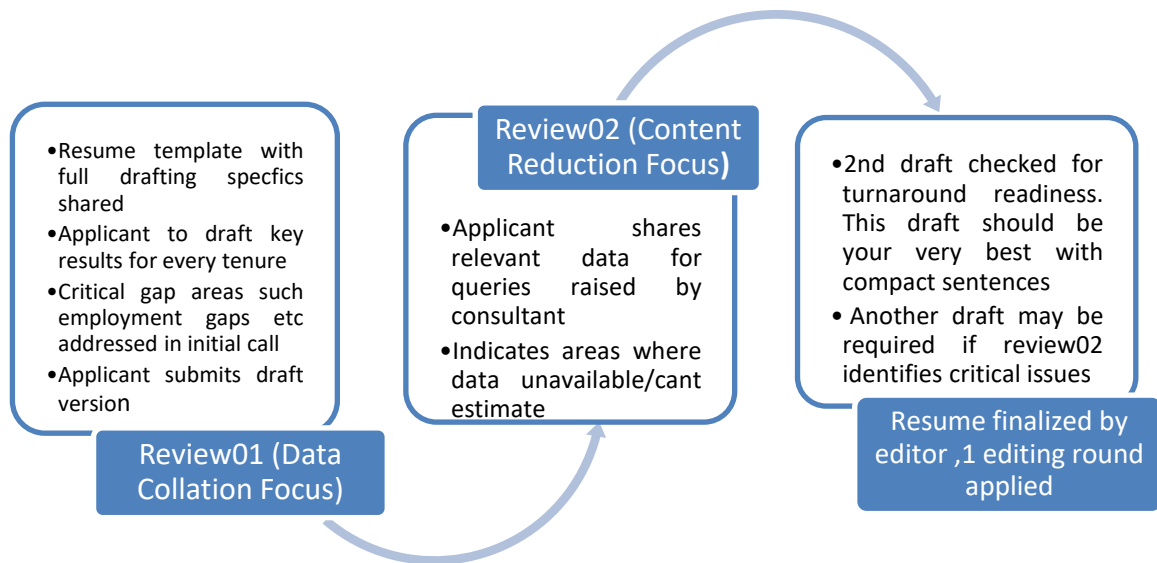 •Resume template with
full drafting specfics
shared
•Applicant to draft key
results for every tenure
•Critical gap areas such
employment gaps etc
addressed in initial call
•Applicant submits draft
version
Review01 (Data
Collation Focus)
Review02 (Content
Reduction Focus)
•Applicant shares
relevant data for
queries raised by
consultant
•Indicates areas where
data unavailable/cant
estimate
•2nd draft checked for
turnaround readiness.
This draft should be
your very best with
compact sentences
• Another draft may be
required if review02
identifies critical issues
Resume finalized by
editor ,1 editing round
applied